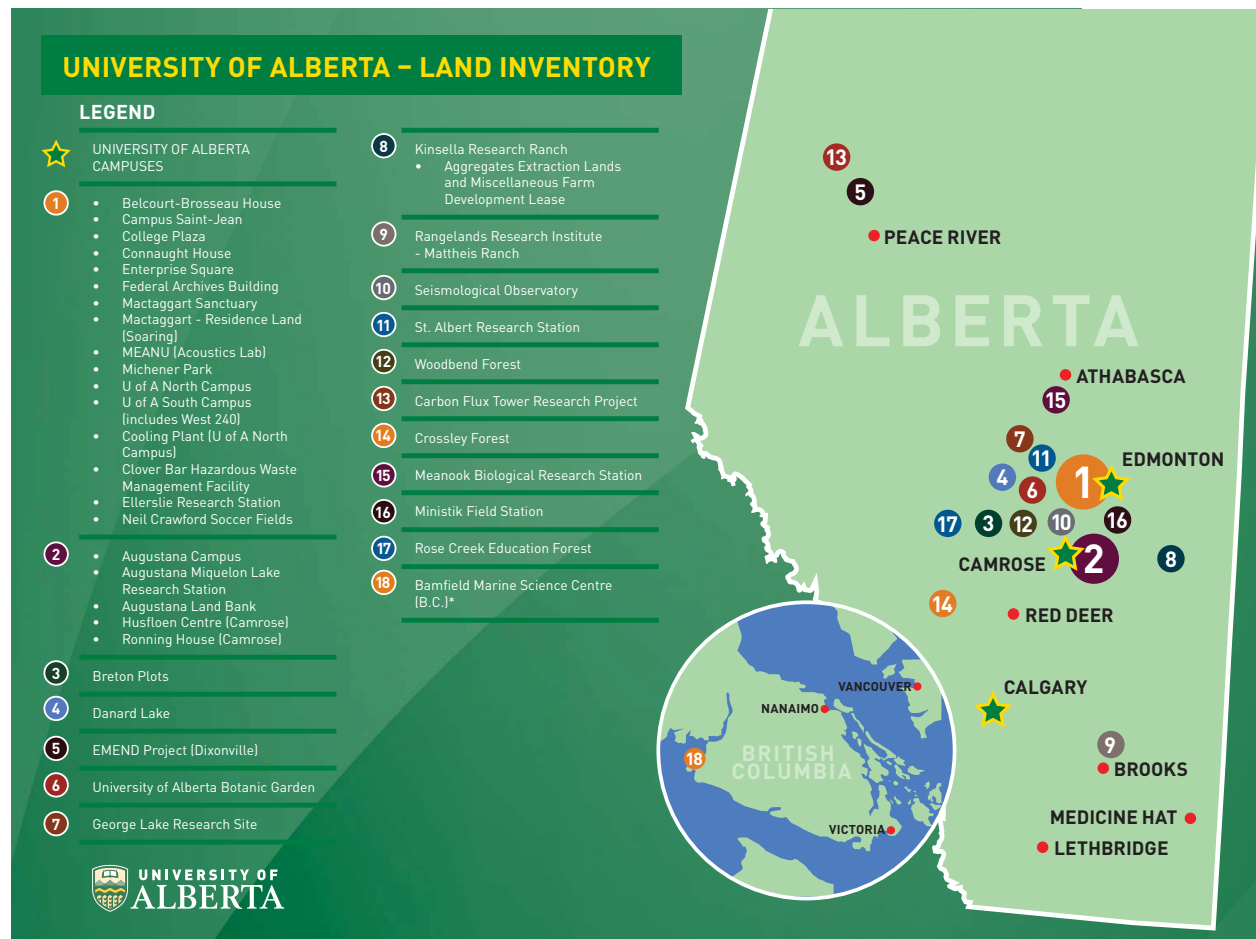 UNIVERSITY OF ALBERTA – LAND INVENTORY
LEGEND
UNIVERSITY OF ALBERTA
CAMPUSES
1
• Belcourt-Brosseau House
• Campus Saint-Jean
• College Plaza
• Connaught House
• Enterprise Square
• Federal Archives Building
• Mactaggart Sanctuary
• Mactaggart - Residence Land
(Soaring)
• MEANU (Acoustics Lab)
• Michener Park
• U of A North Campus
• U of A South Campus
(includes West 240)
• Cooling Plant (U of A North
Campus)
• Clover Bar Hazardous Waste
Management Facility
• Ellerslie Research Station
• Neil Crawford Soccer Fields
2
• Augustana Campus
• Augustana Miquelon Lake
Research Station
• Augustana Land Bank
• Husfloen Centre (Camrose)
• Ronning House (Camrose)
3 Breton Plots
4 Danard Lake
5 EMEND Project (Dixonville)
6 University of Alberta Botanic Garden
7 George Lake Research Site
8 Kinsella Research Ranch
• Aggregates Extraction Lands
and Miscellaneous Farm
Development Lease
9 Rangelands Research Institute
- Mattheis Ranch
10 Seismological Observatory
11 St. Albert Research Station
12 Woodbend Forest
13 Carbon Flux Tower Research Project
14 Crossley Forest
15 Meanook Biological Research Station
16 Ministik Field Station
17 Rose Creek Education Forest
18 Bamfield Marine Science Centre
(B.C.)*
UNIVERSITY OF
ALBERTA
13
5
PEACE RIVER
ALBERTA
ATHABASCA
15
7
11
EDMONTON
4
6
1
17
3
12
10
16
CAMROSE
2
8
14
RED DEER
CALGARY
9
BROOKS
MEDICINE HAT
LETHBRIDGE
VANCOUVER
NANAIMO
18
BRITISH
COLUMBIA
VICTORIA